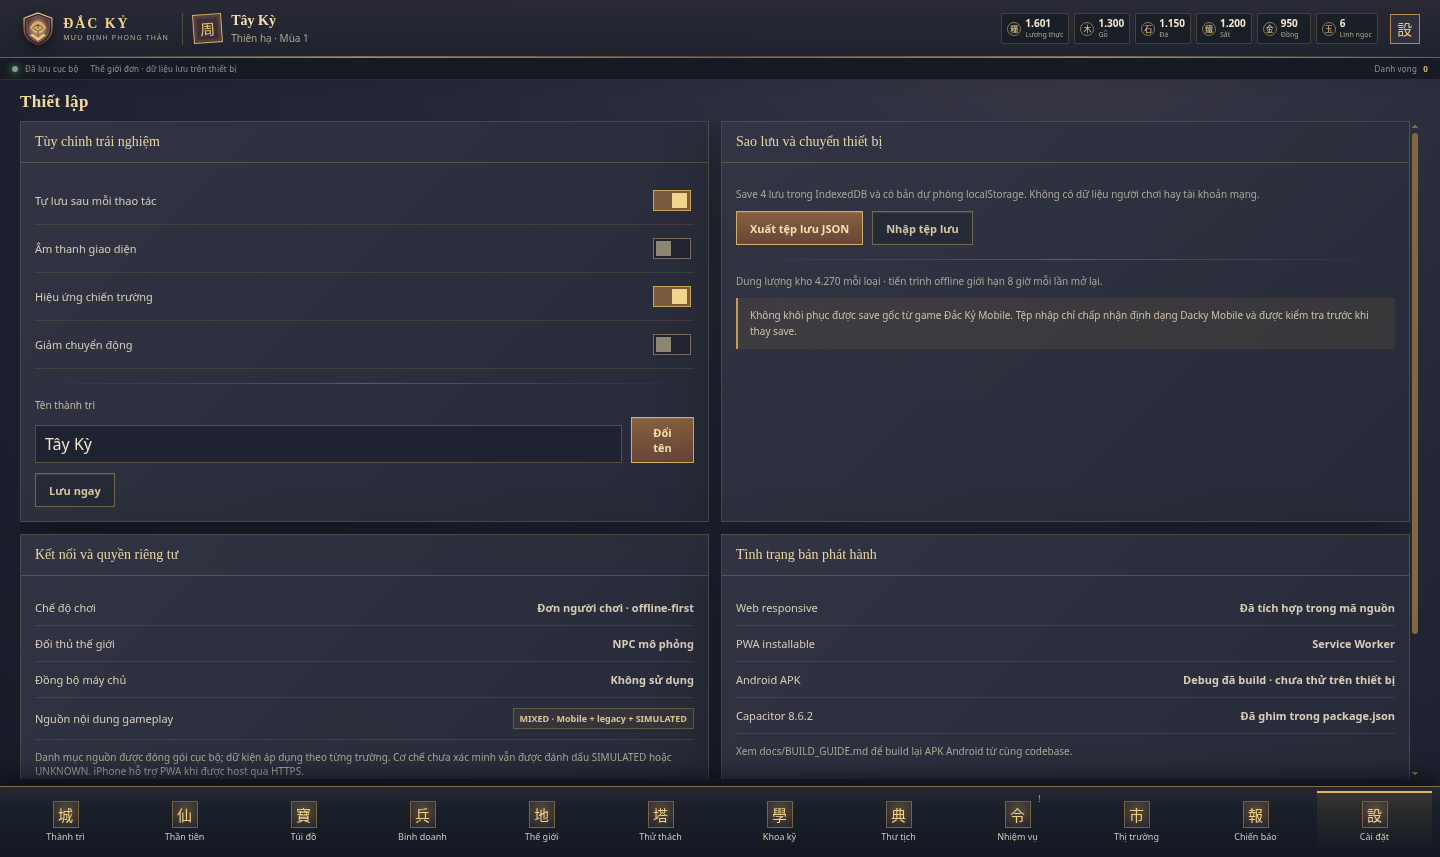 ĐẮC KỶ
MƯU ĐỊNH PHONG THẦN
周
Tây Kỳ
Thiên hạ · Mùa 1
糧 1.601 Lương thực
木 1.300 Gỗ
石 1.150 Đá
鐵 1.200 Sắt
金 950 Đồng
玉 6 Linh ngọc
設
Đã lưu cục bộ
Thế giới đơn · dữ liệu lưu trên thiết bị
Danh vọng 0
Thiết lập
Tùy chỉnh trải nghiệm
Tự lưu sau mỗi thao tác
Âm thanh giao diện
Hiệu ứng chiến trường
Giảm chuyển động
Tên thành trì
Tây Kỳ
Đổi
tên
Lưu ngay
Sao lưu và chuyển thiết bị
Save 4 lưu trong IndexedDB và có bản dự phòng localStorage. Không có dữ liệu người chơi hay tài khoản mạng.
Xuất tệp lưu JSON
Nhập tệp lưu
Dung lượng kho 4.270 mỗi loại · tiến trình offline giới hạn 8 giờ mỗi lần mở lại.
Không khôi phục được save gốc từ game Đắc Kỷ Mobile. Tệp nhập chỉ chấp nhận định dạng Dacky Mobile và được kiểm tra trước khi
thay save.
Kết nối và quyền riêng tư
Chế độ chơi
Đơn người chơi · offline-first
Đối thủ thế giới
NPC mô phỏng
Đồng bộ máy chủ
Không sử dụng
Nguồn nội dung gameplay
MIXED · Mobile + legacy + SIMULATED
Danh mục nguồn được đóng gói cục bộ; dữ kiện áp dụng theo từng trường. Cơ chế chưa xác minh vẫn được đánh dấu SIMULATED hoặc
UNKNOWN. iPhone hỗ trợ PWA khi được host qua HTTPS.
Tình trạng bản phát hành
Web responsive
Đã tích hợp trong mã nguồn
PWA installable
Service Worker
Android APK
Debug đã build · chưa thử trên thiết bị
Capacitor 8.6.2
Đã ghim trong package.json
Xem docs/BUILD_GUIDE.md để build lại APK Android từ cùng codebase.
城 Thành trì
仙 Thần tiên
寶 Túi đồ
兵 Binh doanh
地 Thế giới
塔 Thử thách
學 Khoa kỹ
典 Thư tịch
令 ! Nhiệm vụ
市 Thị trường
報 Chiến báo
設 Cài đặt